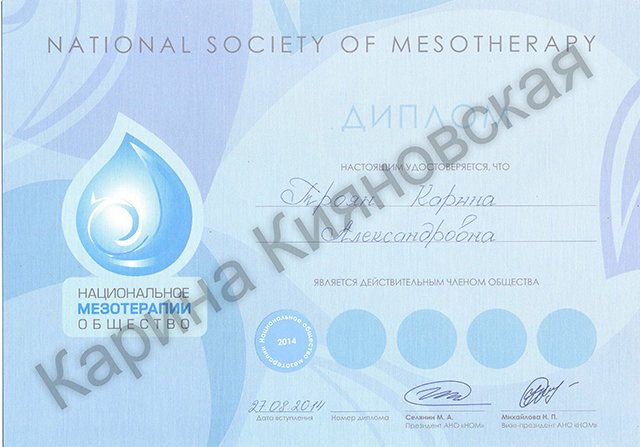 NATIONAL SOCIETY OF MESOTHERAPY
ДИПЛОМ
НАСТОЯЩИМ УДОСТОВЕРЯЕТСЯ, ЧТО
Троян Карина
Александровна
ЯВЛЯЕТСЯ ДЕЙСТВИТЕЛЬНЫМ ЧЛЕНОМ ОБЩЕСТВА
НАЦИОНАЛЬНОЕ
МЕЗОТЕРАПИИ
ОБЩЕСТВО
Национальное общество мезотерапии
2014
27.08.2014
Дата вступления
Номер диплома
Селянин М. А.
Президент АНО «НОМ»
Михайлова Н. П.
Вице-президент АНО «НОМ»
Карина Кияновская